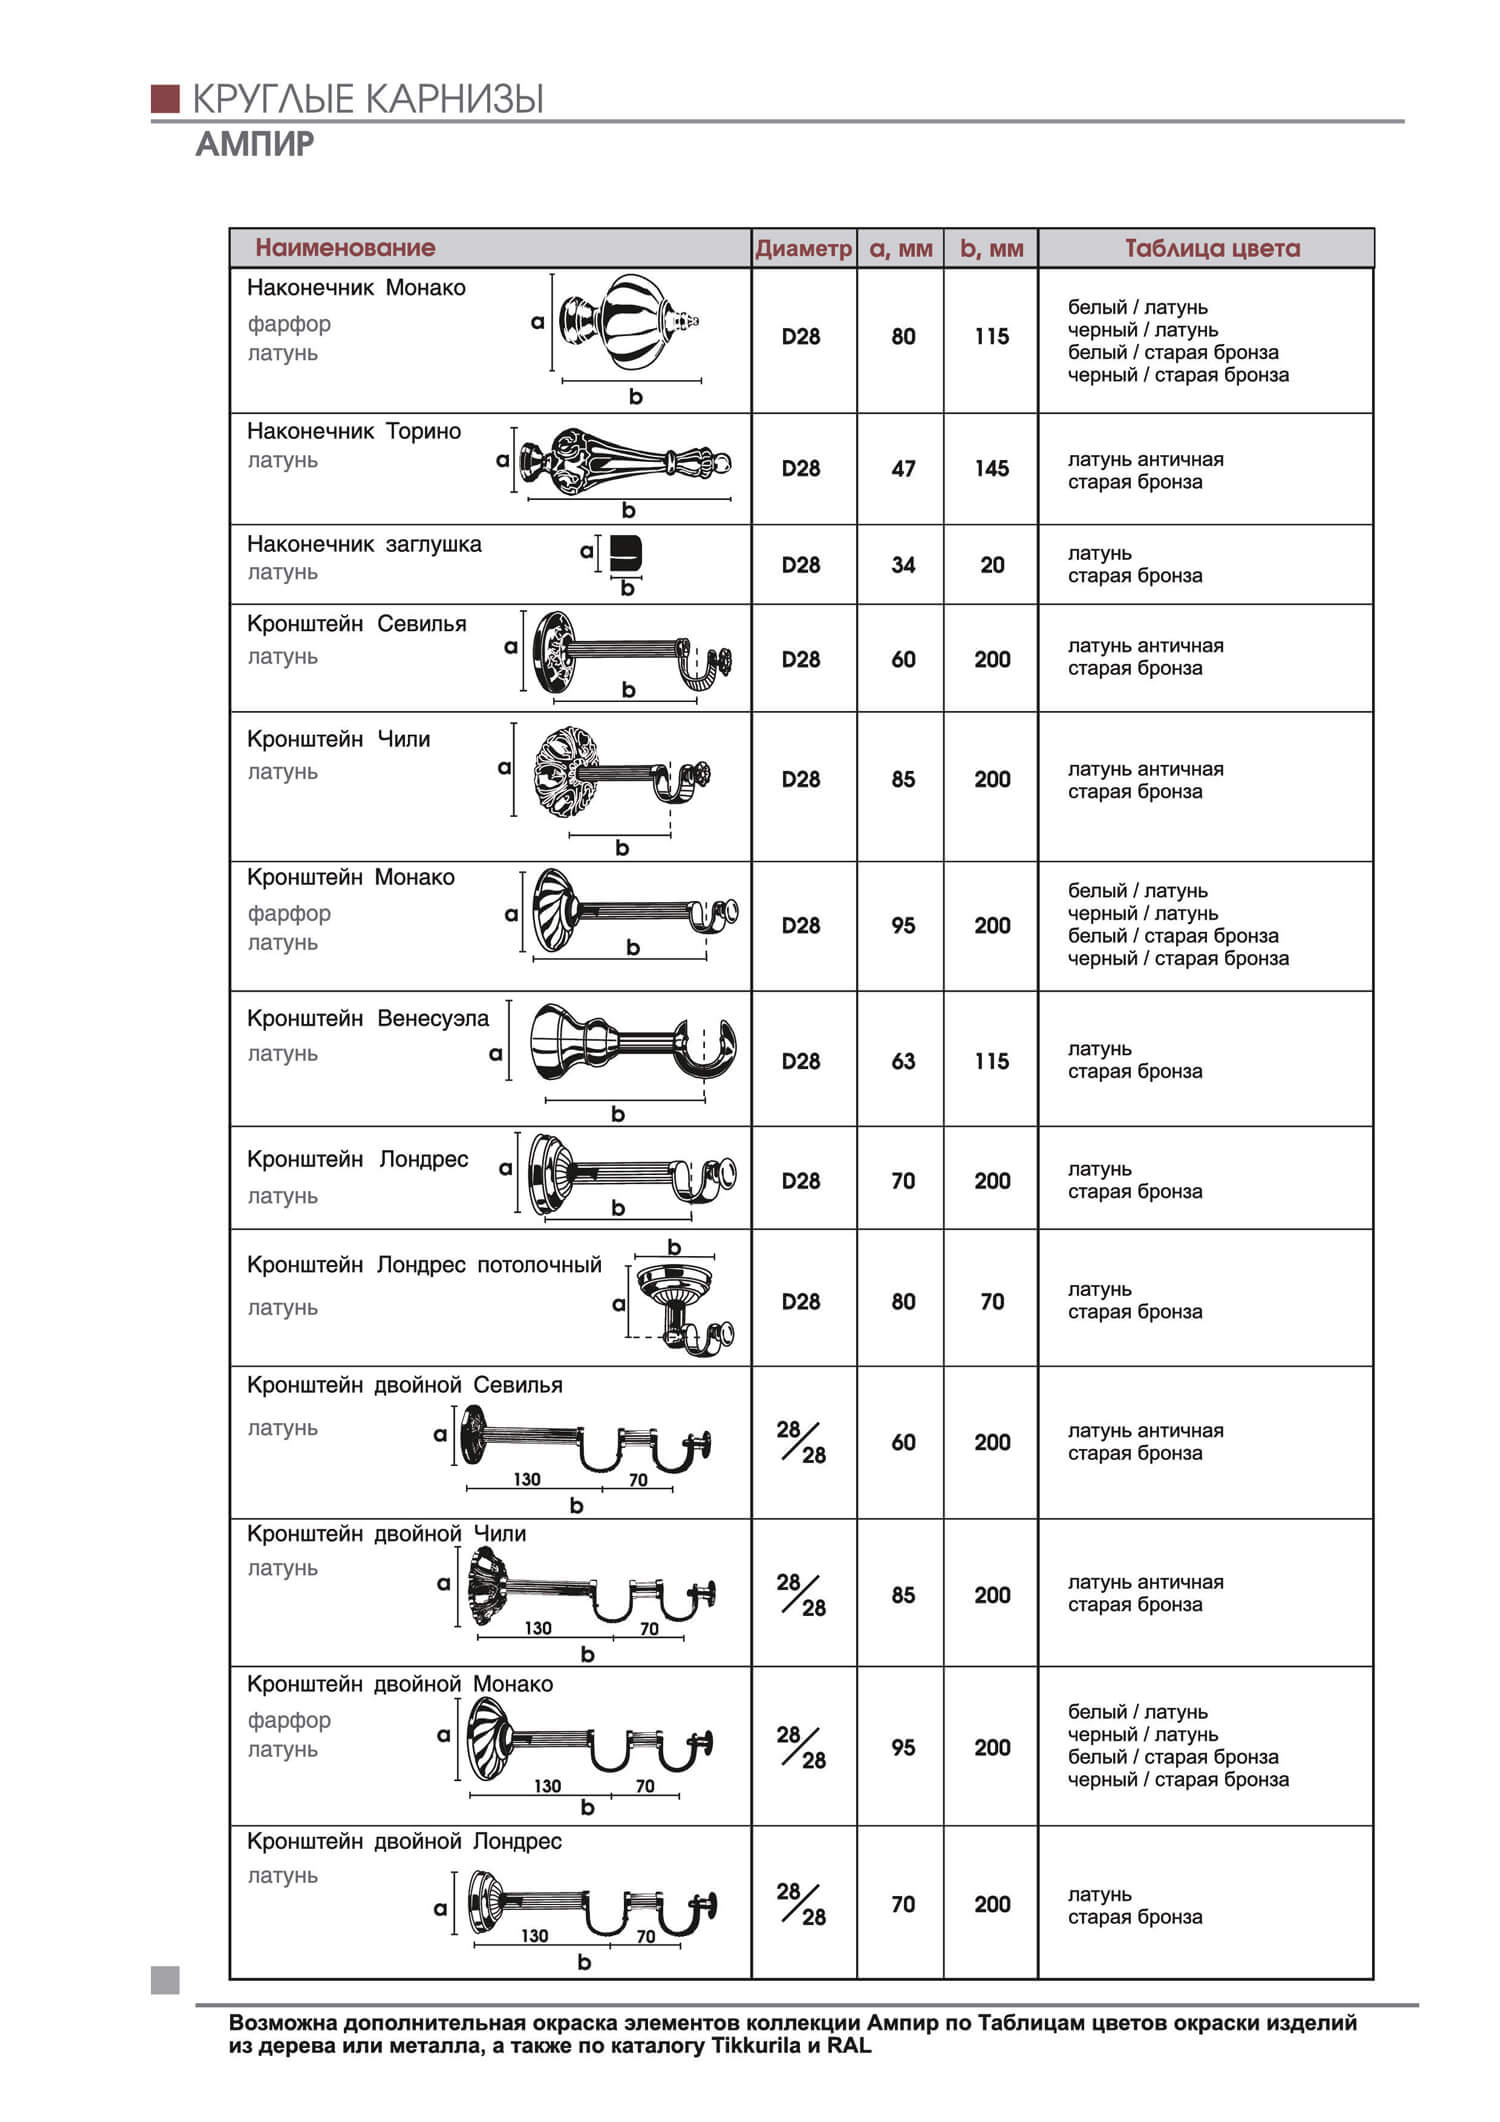 КРУГЛЫЕ КАРНИЗЫ
АМПИР
Наименование Диаметр a, мм b, мм Таблица цвета
Наконечник Монако
фарфор
латунь
a
b
D28 80 115
белый / латунь
черный / латунь
белый / старая бронза
черный / старая бронза
Наконечник Торино
латунь
a
b
D28 47 145
латунь античная
старая бронза
Наконечник заглушка
латунь
a
b
D28 34 20
латунь
старая бронза
Кронштейн Севилья
латунь
a
b
D28 60 200
латунь античная
старая бронза
Кронштейн Чили
латунь
a
b
D28 85 200
латунь античная
старая бронза
Кронштейн Монако
фарфор
латунь
a
b
D28 95 200
белый / латунь
черный / латунь
белый / старая бронза
черный / старая бронза
Кронштейн Венесуэла
латунь
a
b
D28 63 115
латунь
старая бронза
Кронштейн Лондрес
латунь
a
b
D28 70 200
латунь
старая бронза
Кронштейн Лондрес потолочный
латунь
b
a
D28 80 70
латунь
старая бронза
Кронштейн двойной Севилья
латунь
a
130 70
b
28/28 60 200
латунь античная
старая бронза
Кронштейн двойной Чили
латунь
a
130 70
b
28/28 85 200
латунь античная
старая бронза
Кронштейн двойной Монако
фарфор
латунь
a
130 70
b
28/28 95 200
белый / латунь
черный / латунь
белый / старая бронза
черный / старая бронза
Кронштейн двойной Лондрес
латунь
a
130 70
b
28/28 70 200
латунь
старая бронза
Возможна дополнительная окраска элементов коллекции Ампир по Таблицам цветов окраски изделий
из дерева или металла, а также по каталогу Tikkurila и RAL